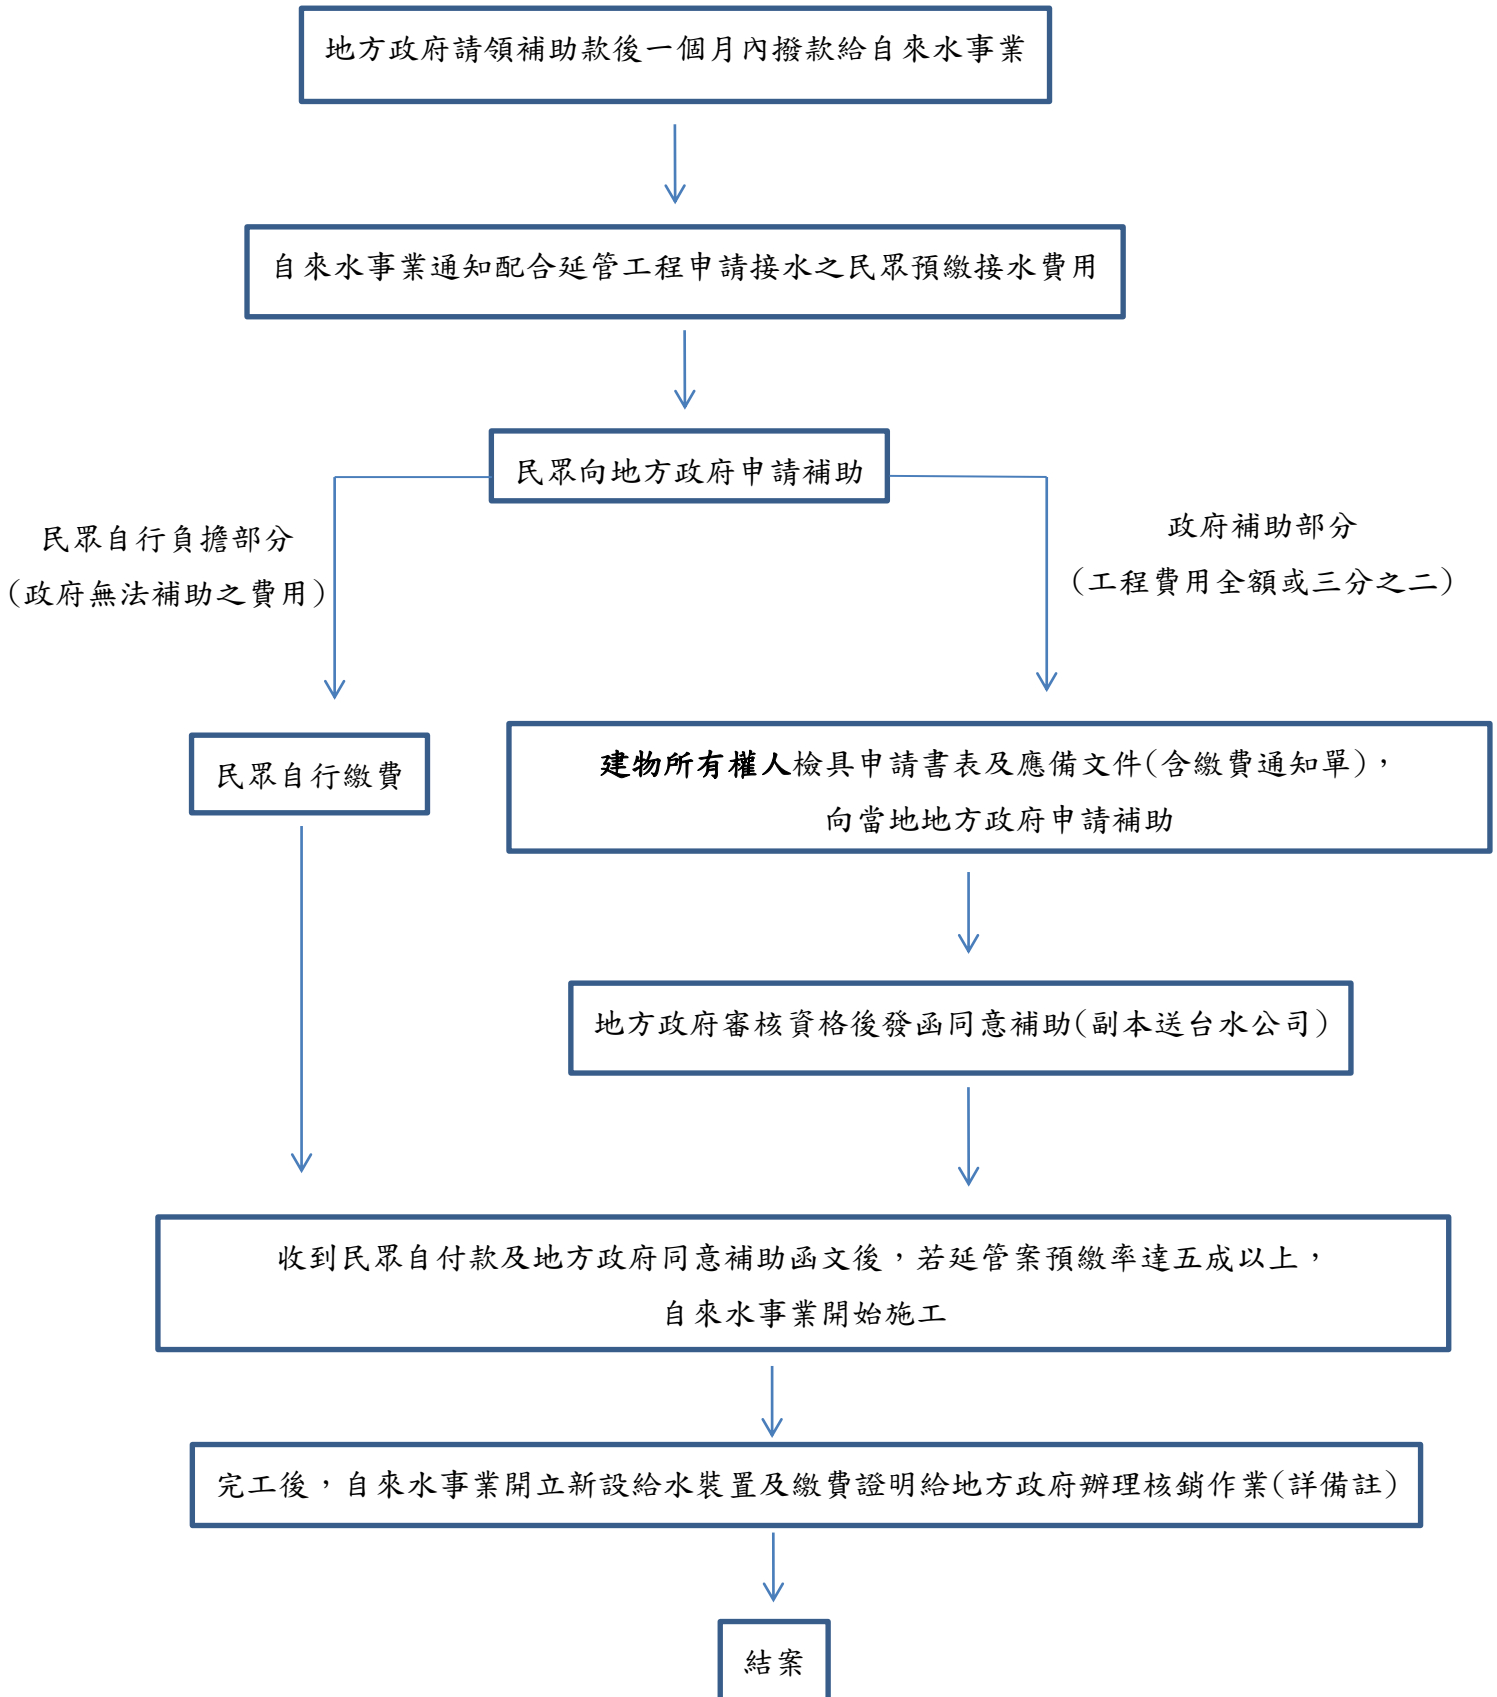 地方政府請領補助款後一個月內撥款給自來水事業
自來水事業通知配合延管工程申請接水之民眾預繳接水費用
民眾向地方政府申請補助
民眾自行負擔部分
(政府無法補助之費用)
政府補助部分
(工程費用全額或三分之二)
民眾自行繳費
建物所有權人檢具申請書表及應備文件(含繳費通知單),
向當地地方政府申請補助
地方政府審核資格後發函同意補助(副本送台水公司)
收到民眾自付款及地方政府同意補助函文後,若延管案預繳率達五成以上,
自來水事業開始施工
完工後,自來水事業開立新設給水裝置及繳費證明給地方政府辦理核銷作業(詳備註)
結案